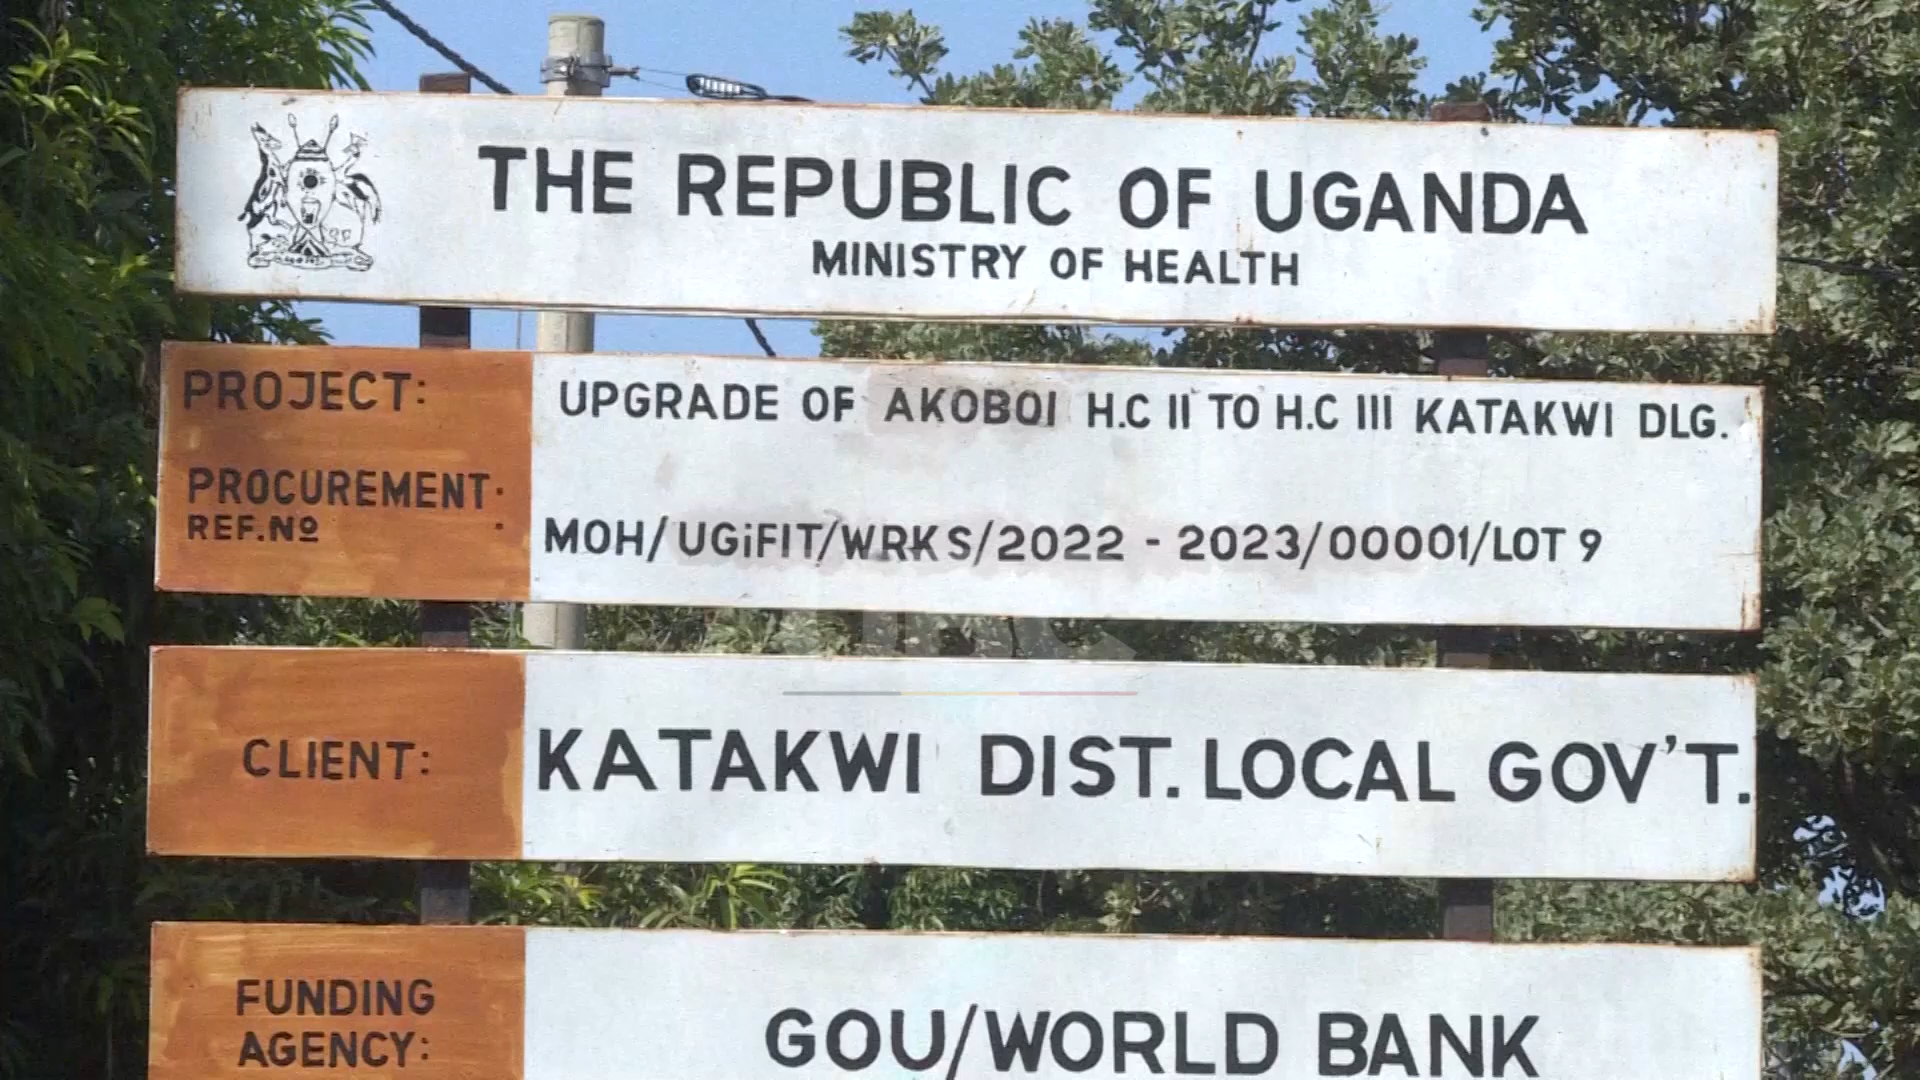 THE REPUBLIC OF UGANDA
MINISTRY OF HEALTH
PROJECT: UPGRADE OF AKOBOI H.C II TO H.C III KATAKWI DLG.
PROCUREMENT:
REF.Nº : MOH/UGiFIT/WRKS/2022 - 2023/00001/LOT 9
CLIENT: KATAKWI DIST. LOCAL GOV'T.
FUNDING
AGENCY: GOU/WORLD BANK